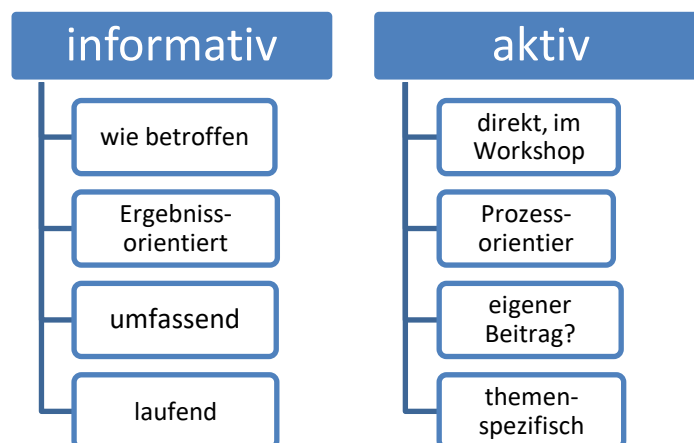 informativ
wie betroffen
Ergebniss-
orientiert
umfassend
laufend
aktiv
direkt, im
Workshop
Prozess-
orientier
eigener
Beitrag?
themen-
spezifisch